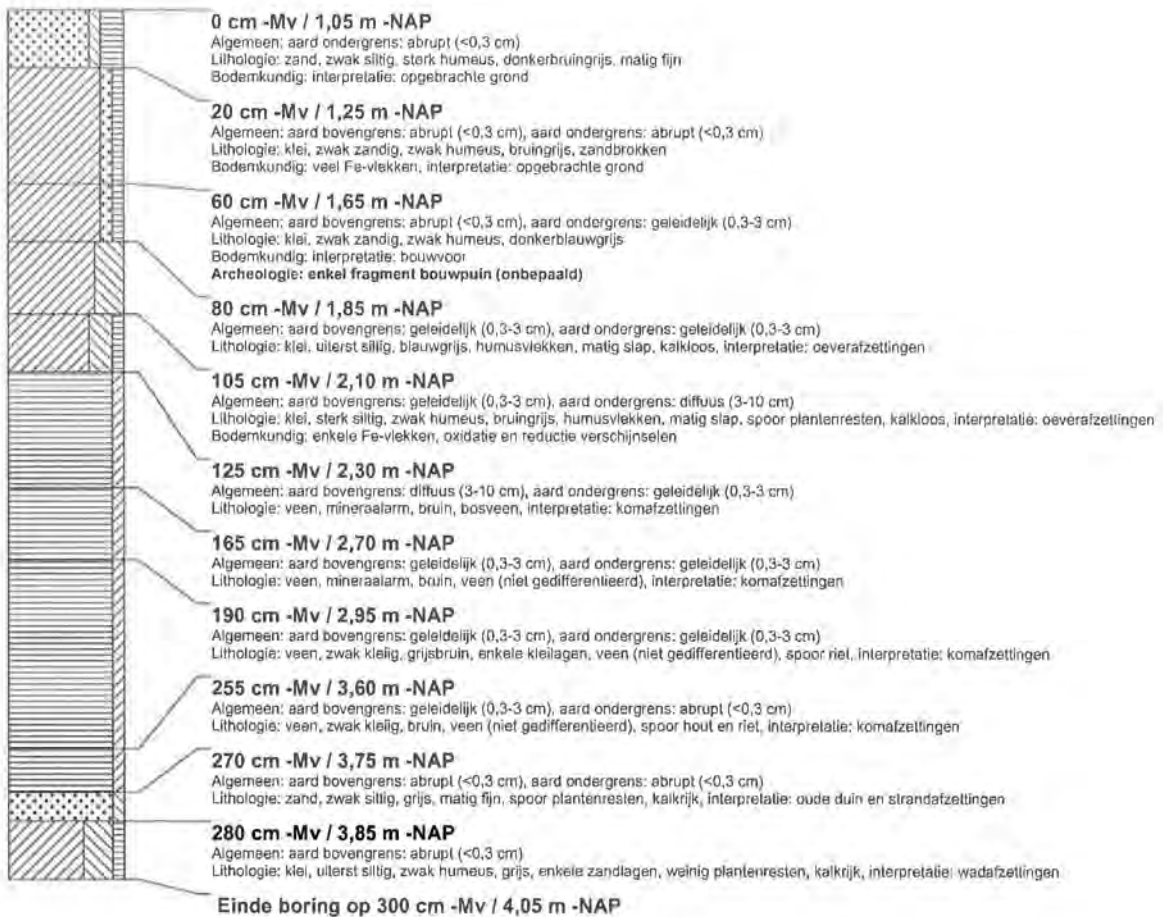 0 cm -Mv / 1,05 m -NAP
Algemeen: aard ondergrens: abrupt (<0,3 cm)
Lithologie: zand, zwak siltig, sterk humeus, donkerbruingrijs, matig fijn
Bodemkundig: interpretatie: opgebrachte grond
20 cm -Mv / 1,25 m -NAP
Algemeen: aard bovengrens: abrupt (<0,3 cm), aard ondergrens: abrupt (<0,3 cm)
Lithologie: klei, zwak zandig, zwak humeus, bruingrijs, zandbrokken
Bodemkundig: veel Fe-vlekken, interpretatie: opgebrachte grond
60 cm -Mv / 1,65 m -NAP
Algemeen: aard bovengrens: abrupt (<0,3 cm), aard ondergrens: geleidelijk (0,3-3 cm)
Lithologie: klei, zwak zandig, zwak humeus, donkerblauwgrijs
Bodemkundig: interpretatie: bouwvoor
Archeologie: enkel fragment bouwpuin (onbepaald)
80 cm -Mv / 1,85 m -NAP
Algemeen: aard bovengrens: geleidelijk (0,3-3 cm), aard ondergrens: geleidelijk (0,3-3 cm)
Lithologie: klei, uiterst siltig, blauwgrijs, humusvlekken, matig slap, kalkloos, interpretatie: oeverafzettingen
105 cm -Mv / 2,10 m -NAP
Algemeen: aard bovengrens: geleidelijk (0,3-3 cm), aard ondergrens: diffuus (3-10 cm)
Lithologie: klei, sterk siltig, zwak humeus, bruingrijs, humusvlekken, matig slap, spoor plantenresten, kalkloos, interpretatie: oeverafzettingen
Bodemkundig: enkele Fe-vlekken, oxidatie en reductie verschijnselen
125 cm -Mv / 2,30 m -NAP
Algemeen: aard bovengrens: diffuus (3-10 cm), aard ondergrens: geleidelijk (0,3-3 cm)
Lithologie: veen, mineraalarm, bruin, bosveen, interpretatie: komafzettingen
165 cm -Mv / 2,70 m -NAP
Algemeen: aard bovengrens: geleidelijk (0,3-3 cm), aard ondergrens: geleidelijk (0,3-3 cm)
Lithologie: veen, mineraalarm, bruin, veen (niet gedifferentieerd), interpretatie: komafzettingen
190 cm -Mv / 2,95 m -NAP
Algemeen: aard bovengrens: geleidelijk (0,3-3 cm), aard ondergrens: geleidelijk (0,3-3 cm)
Lithologie: veen, zwak kleiig, grijsbruin, enkele kleilagen, veen (niet gedifferentieerd), spoor riet, interpretatie: komafzettingen
255 cm -Mv / 3,60 m -NAP
Algemeen: aard bovengrens: geleidelijk (0,3-3 cm), aard ondergrens: abrupt (<0,3 cm)
Lithologie: veen, zwak kleiig, bruin, veen (niet gedifferentieerd), spoor hout en riet, interpretatie: komafzettingen
270 cm -Mv / 3,75 m -NAP
Algemeen: aard bovengrens: abrupt (<0,3 cm), aard ondergrens: abrupt (<0,3 cm)
Lithologie: zand, zwak siltig, grijs, matig fijn, spoor plantenresten, kalkrijk, interpretatie: oude duin en strandafzettingen
280 cm -Mv / 3,85 m -NAP
Algemeen: aard bovengrens: abrupt (<0,3 cm)
Lithologie: klei, uiterst siltig, zwak humeus, grijs, enkele zandlagen, weinig plantenresten, kalkrijk, interpretatie: wadafzettingen
Einde boring op 300 cm -Mv / 4,05 m -NAP